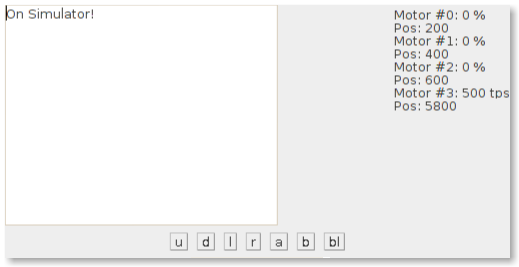 On Simulator!
Motor #0: 0 %
Pos: 200
Motor #1: 0 %
Pos: 400
Motor #2: 0 %
Pos: 600
Motor #3: 500 tps
Pos: 5800
u d l r a b bl